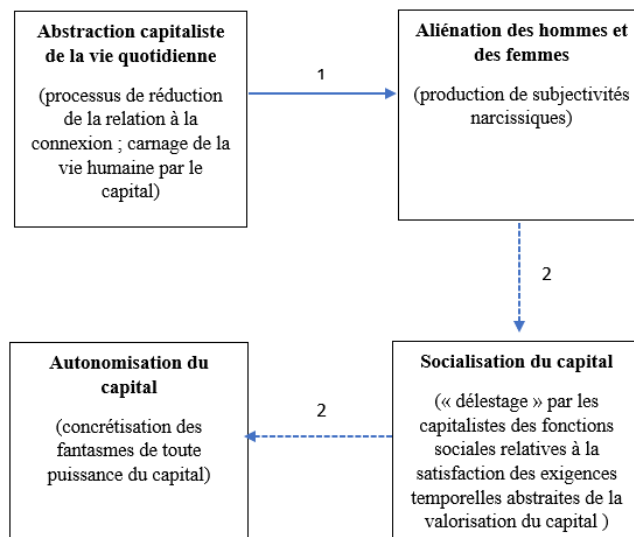 Abstraction capitaliste
de la vie quotidienne
(processus de réduction
de la relation à la
connexion ; carnage de la
vie humaine par le
capital)
1
Aliénation des hommes et
des femmes
(production de subjectivités
narcissiques)
2
Autonomisation du
capital
(concrétisation des
fantasmes de toute
puissance du capital)
2
Socialisation du capital
(« délestage » par les
capitalistes des fonctions
sociales relatives à la
satisfaction des exigences
temporelles abstraites de la
valorisation du capital )